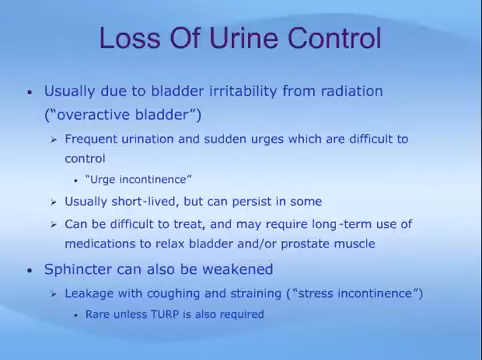 Loss Of Urine Control
• Usually due to bladder irritability from radiation
("overactive bladder")
➢ Frequent urination and sudden urges which are difficult to
control
• "Urge incontinence"
➢ Usually short-lived, but can persist in some
➢ Can be difficult to treat, and may require long-term use of
medications to relax bladder and/or prostate muscle
• Sphincter can also be weakened
➢ Leakage with coughing and straining ("stress incontinence")
• Rare unless TURP is also required